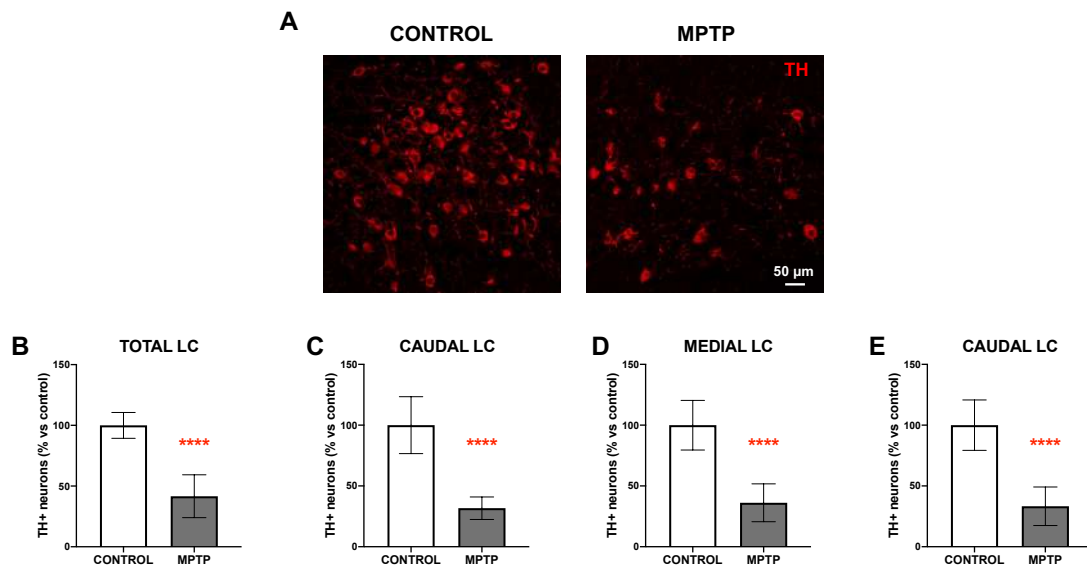 A
CONTROL
MPTP
TH
50 µm
B
TOTAL LC
TH+ neurons (% vs control)
150
100
50
0
****
CONTROL
MPTP
C
CAUDAL LC
TH+ neurons (% vs control)
150
100
50
0
****
CONTROL
MPTP
D
MEDIAL LC
TH+ neurons (% vs control)
150
100
50
0
****
CONTROL
MPTP
E
CAUDAL LC
TH+ neurons (% vs control)
150
100
50
0
****
CONTROL
MPTP